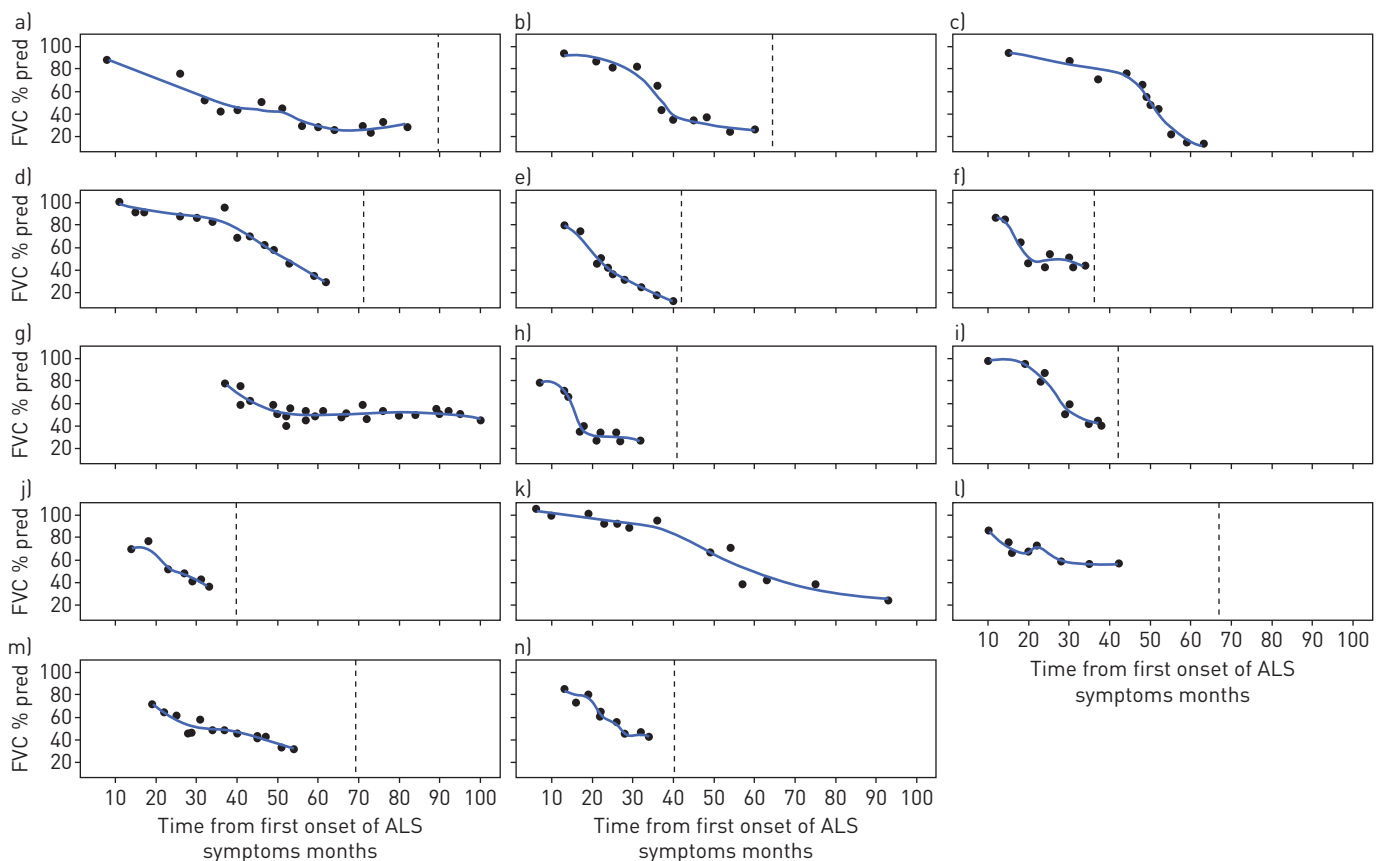 a)
b)
c)
FVC % pred
100
80
60
40
20
d)
e)
f)
FVC % pred
100
80
60
40
20
g)
h)
i)
FVC % pred
100
80
60
40
20
j)
k)
l)
FVC % pred
100
80
60
40
20
10 20 30 40 50 60 70 80 90 100
Time from first onset of ALS
symptoms months
m)
n)
FVC % pred
100
80
60
40
20
10 20 30 40 50 60 70 80 90 100
10 20 30 40 50 60 70 80 90 100
Time from first onset of ALS
symptoms months
Time from first onset of ALS
symptoms months